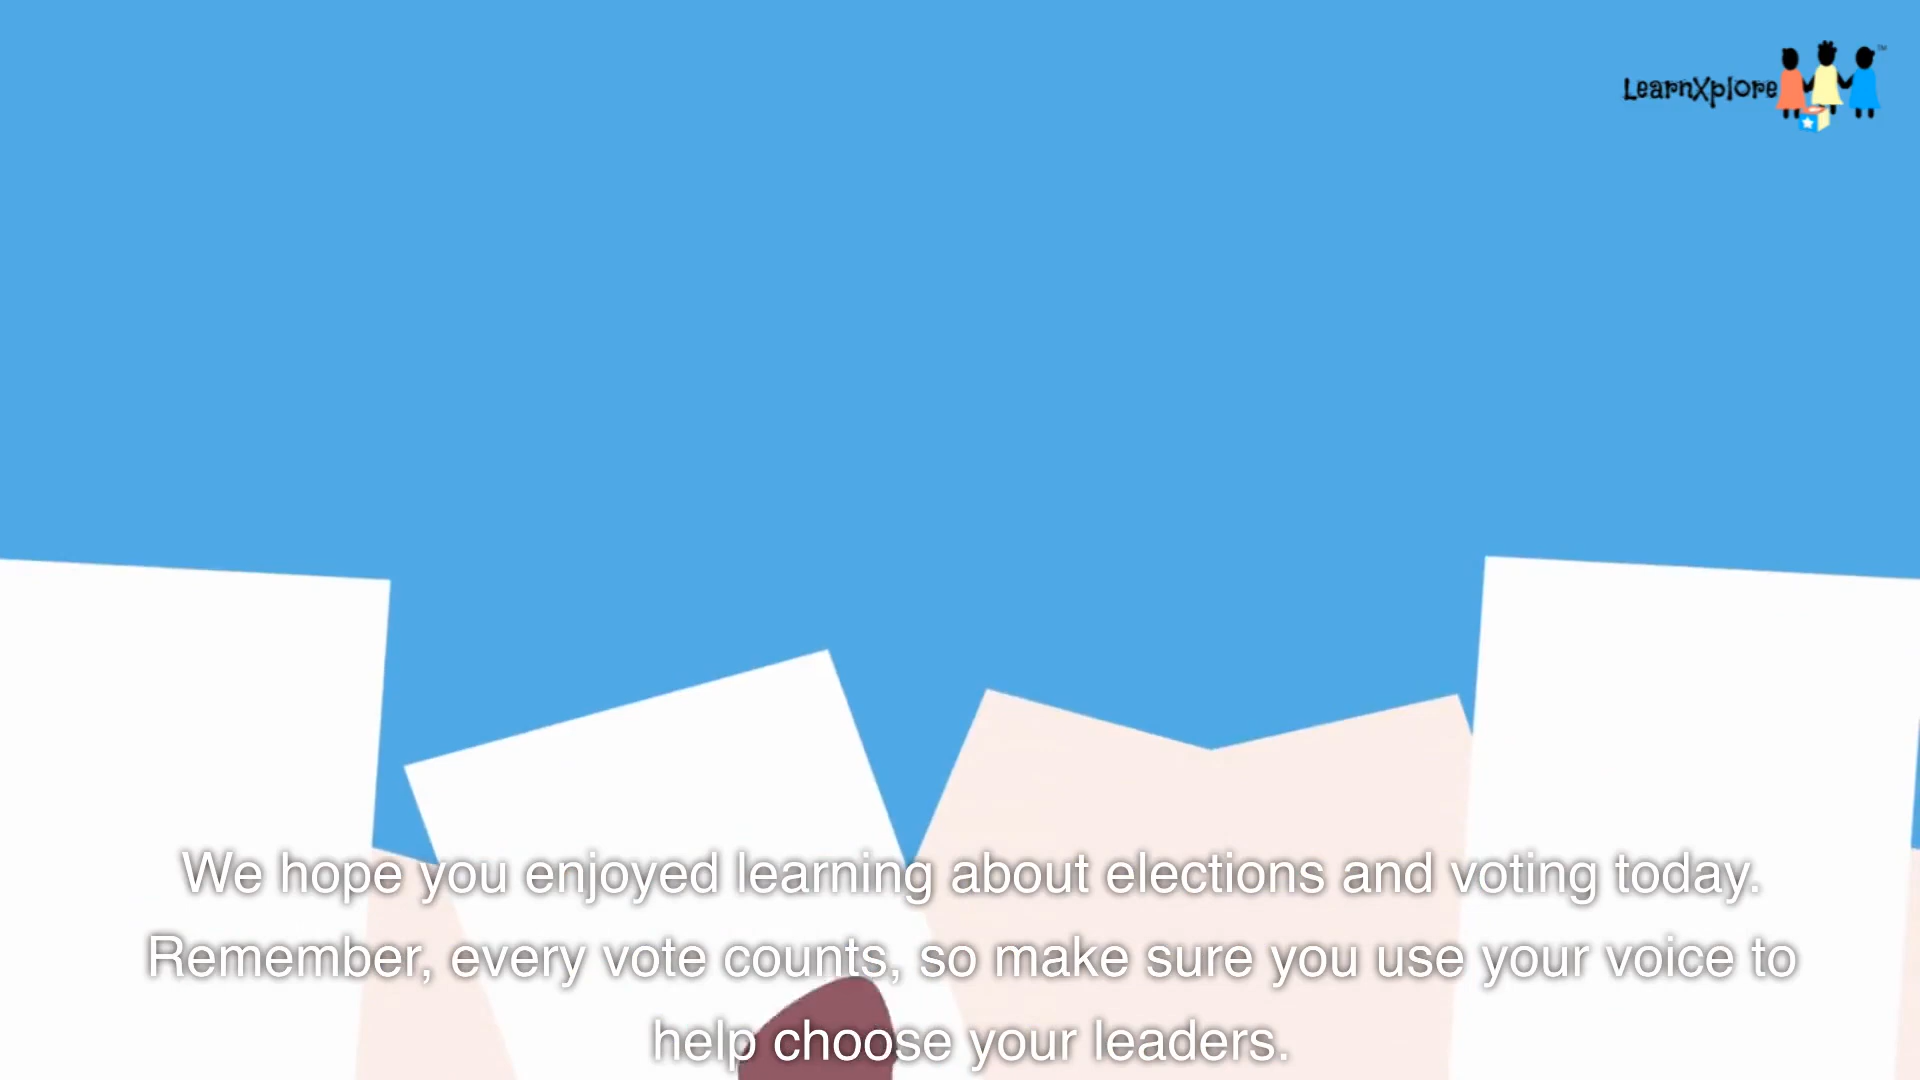 LearnXplore™
We hope you enjoyed learning about elections and voting today.
Remember, every vote counts, so make sure you use your voice to
help choose your leaders.